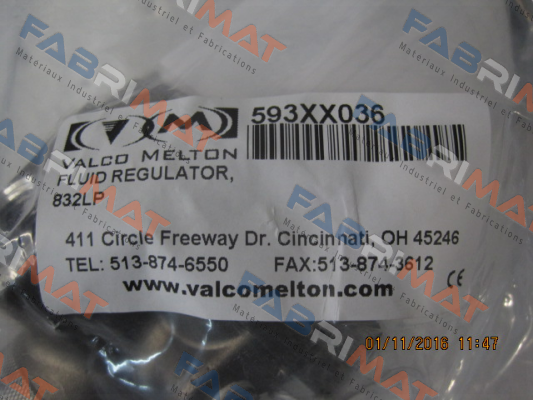 593XX036
VALCO MELTON
FLUID REGULATOR,
832LP
411 Circle Freeway Dr. Cincinnati, OH 45246
TEL: 513-874-6550 FAX:513-874-3612
CE
www.valcomelton.com
01/11/2016 11:47
FABRIMAT
Materiaux Industriel et Fabrications